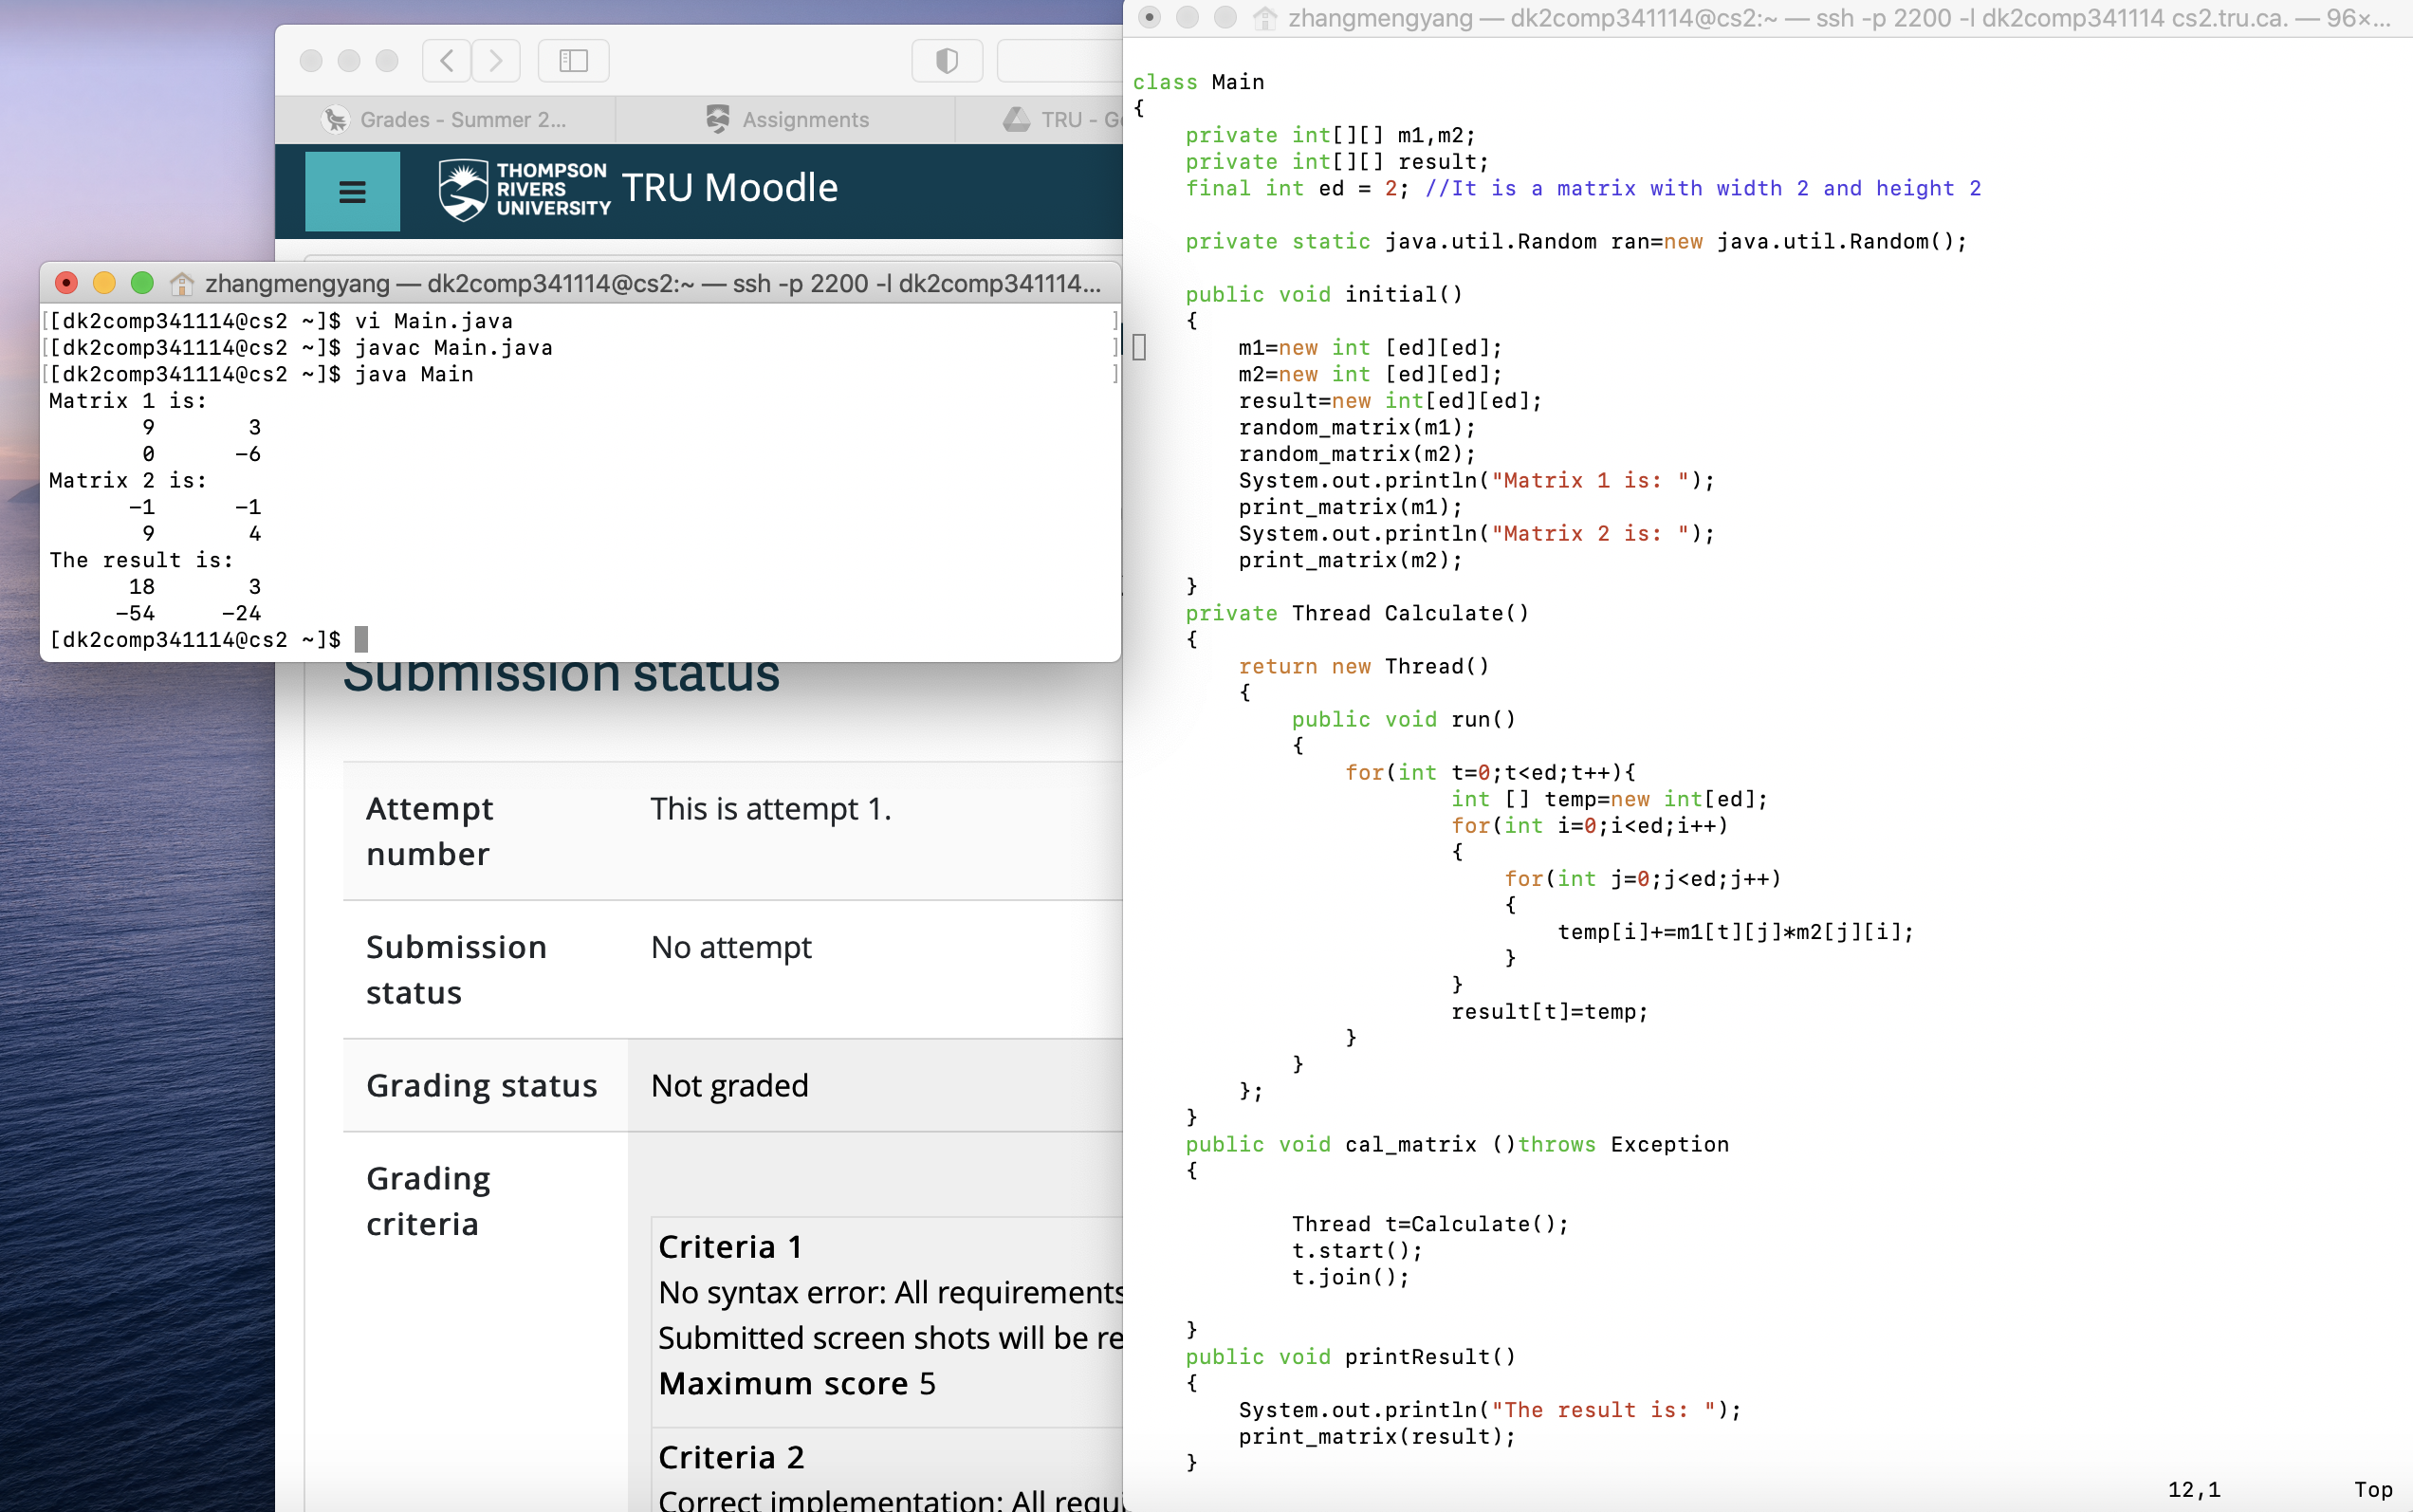 Grades - Summer 2...
Assignments
THOMPSON
RIVERS
UNIVERSITY
TRU Moodle
zhangmengyang — dk2comp341114@cs2:~ — ssh -p 2200 -l dk2comp341114...
[[dk2comp341114@cs2 ~]$ vi Main.java ]
[[dk2comp341114@cs2 ~]$ javac Main.java ]
[[dk2comp341114@cs2 ~]$ java Main ]
Matrix 1 is:
9 3
0 -6
Matrix 2 is:
-1 -1
9 4
The result is:
18 3
-54 -24
[dk2comp341114@cs2 ~]$
Submission status
Attempt number
This is attempt 1.
Submission status
No attempt
Grading status
Not graded
Grading criteria
Criteria 1
No syntax error: All requirements
Submitted screen shots will be re
Maximum score 5
Criteria 2
Correct implementation: All requ
zhangmengyang — dk2comp341114@cs2:~ — ssh -p 2200 -l dk2comp341114 cs2.tru.ca. — 96×...
class Main
{
private int[][] m1,m2;
private int[][] result;
final int ed = 2; //It is a matrix with width 2 and height 2
private static java.util.Random ran=new java.util.Random();
public void initial()
{
m1=new int [ed][ed];
m2=new int [ed][ed];
result=new int[ed][ed];
random_matrix(m1);
random_matrix(m2);
System.out.println("Matrix 1 is: ");
print_matrix(m1);
System.out.println("Matrix 2 is: ");
print_matrix(m2);
}
private Thread Calculate()
{
return new Thread()
{
public void run()
{
for(int t=0;t<ed;t++){
int [] temp=new int[ed];
for(int i=0;i<ed;i++)
{
for(int j=0;j<ed;j++)
{
temp[i]+=m1[t][j]*m2[j][i];
}
}
result[t]=temp;
}
}
};
}
public void cal_matrix ()throws Exception
{
Thread t=Calculate();
t.start();
t.join();
}
public void printResult()
{
System.out.println("The result is: ");
print_matrix(result);
}
12,1 Top